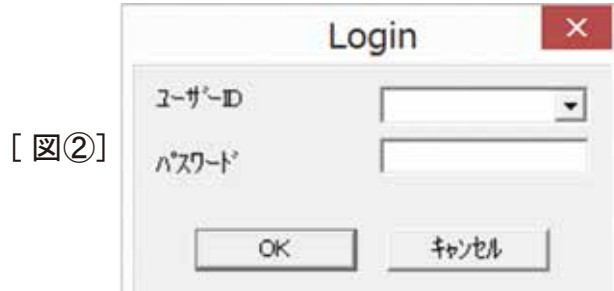 Login
×
ﾕｰｻﾞｰID
[ 図②]
ﾊﾟｽﾜｰﾄﾞ
OK
ｷｬﾝｾﾙ